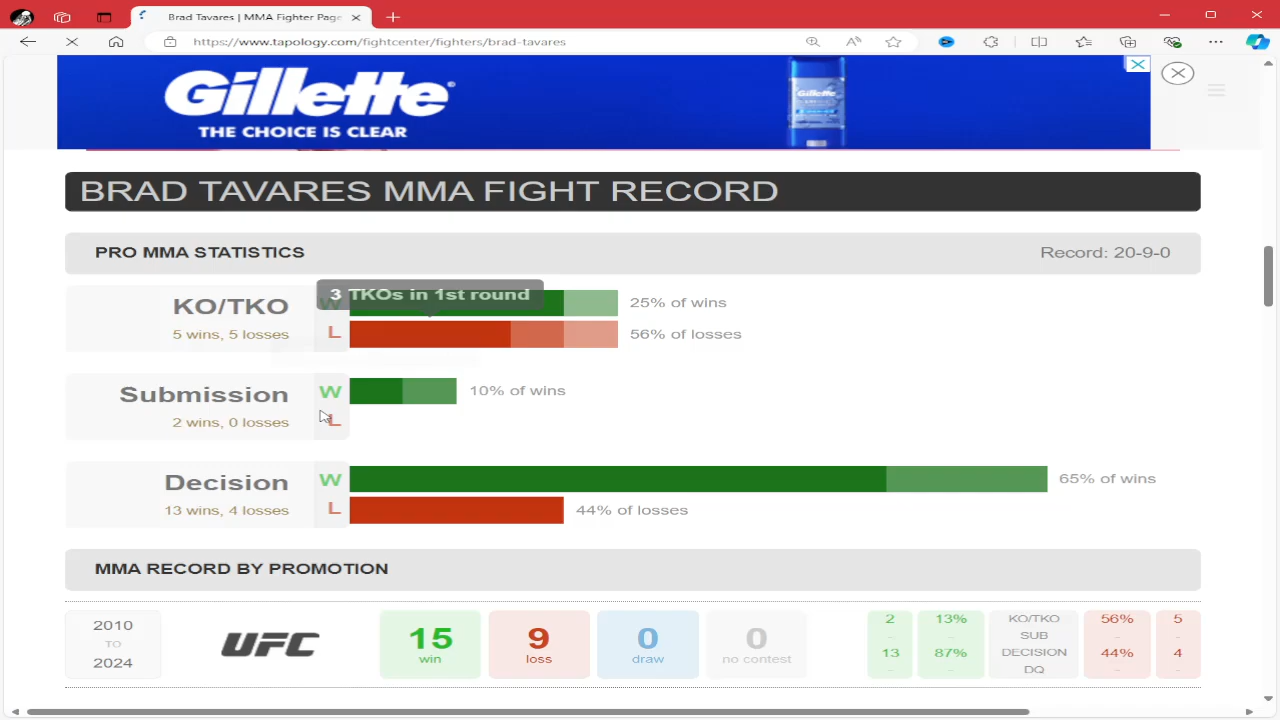 Brad Tavares | MMA Fighter Page
https://www.tapology.com/fightcenter/fighters/brad-tavares
Gillette®
THE CHOICE IS CLEAR
Gillette
BRAD TAVARES MMA FIGHT RECORD
PRO MMA STATISTICS
Record: 20-9-0
3 TKOs in 1st round
KO/TKO
W
25% of wins
5 wins, 5 losses
L
56% of losses
Submission
W
10% of wins
2 wins, 0 losses
L
Decision
W
65% of wins
13 wins, 4 losses
L
44% of losses
MMA RECORD BY PROMOTION
2010
TO
2024
UFC
15
win
9
loss
0
draw
0
no contest
2 13% KO/TKO 56% 5
- - SUB - -
13 87% DECISION 44% 4
- - DQ - -